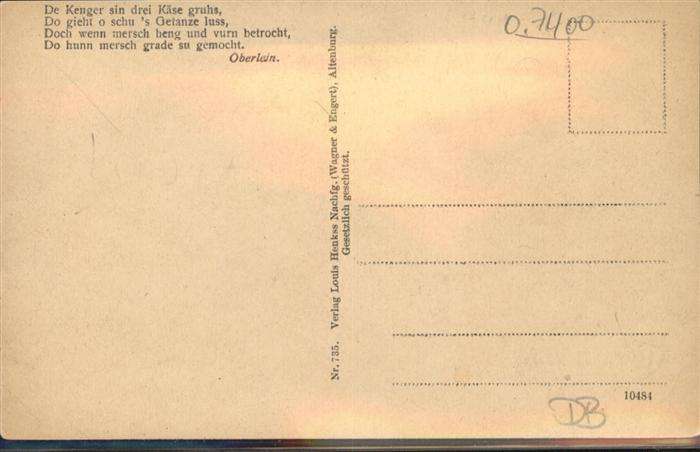 De Kenger sin drei Käse gruhs,
Do gieht o schu 's Getanze luss,
Doch wenn mersch heng und vurn betrocht,
Do hunn mersch grade su gemocht.
Oberlein.
Nr. 735. Verlag Louis Henkss Nachfg. (Wagner & Engert), Altenburg.
Gesetzlich geschützt.
0.7400
10484
DB